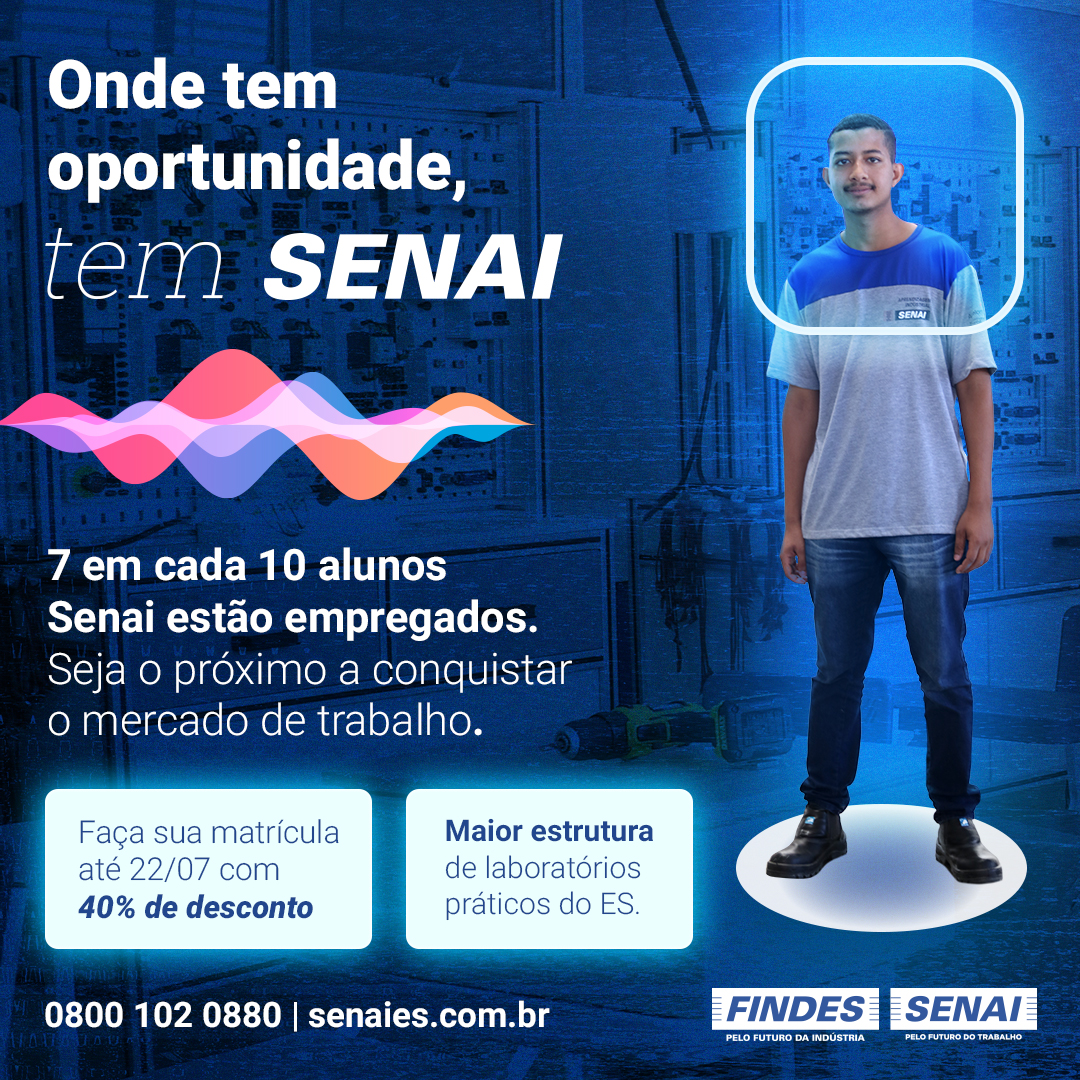 Onde tem
oportunidade,
tem SENAI
SENAI
7 em cada 10 alunos
Senai estão empregados.
Seja o próximo a conquistar
o mercado de trabalho.
Faça sua matrícula
até 22/07 com
40% de desconto
Maior estrutura
de laboratórios
práticos do ES.
0800 102 0880 | senaies.com.br
FINDES
PELO FUTURO DA INDÚSTRIA
SENAI
PELO FUTURO DO TRABALHO